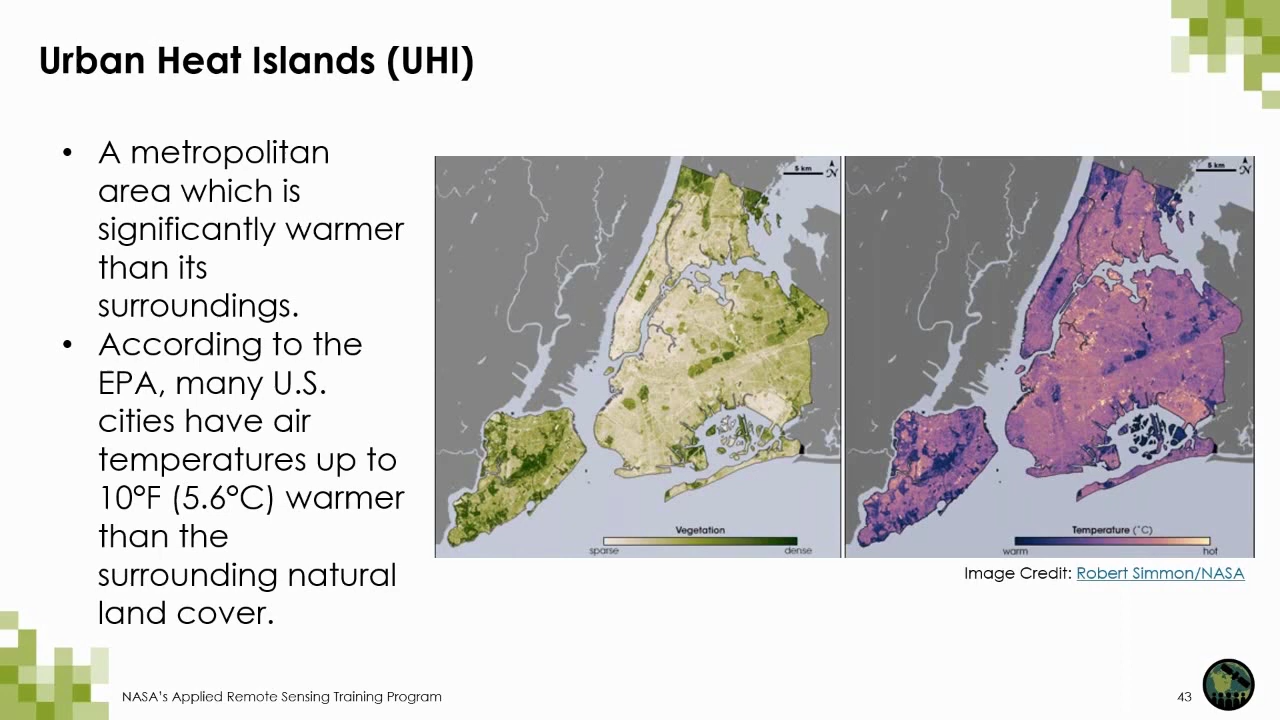 Urban Heat Islands (UHI)
• A metropolitan
area which is
significantly warmer
than its
surroundings.
• According to the
EPA, many U.S.
cities have air
temperatures up to
10°F (5.6°C) warmer
than the
surrounding natural
land cover.
5 km
N
Vegetation
sparse dense
5 km
N
Temperature (°C)
warm hot
Image Credit: Robert Simmon/NASA
NASA's Applied Remote Sensing Training Program
43